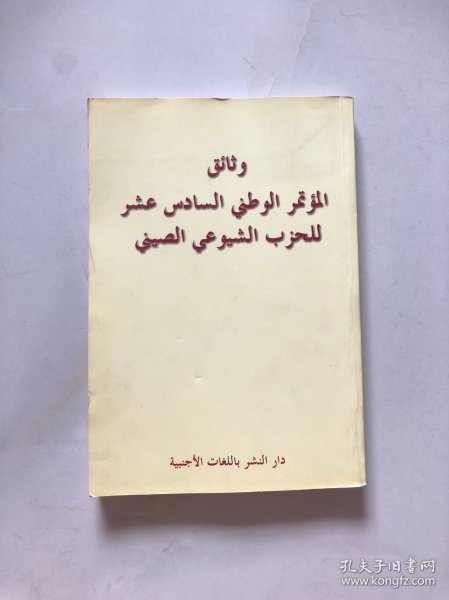 وثائق
المؤتمر الوطني السادس عشر
للحزب الشيوعي الصيني
دار النشر باللغات الأجنبية
孔夫子旧书网
www.kongfz.com